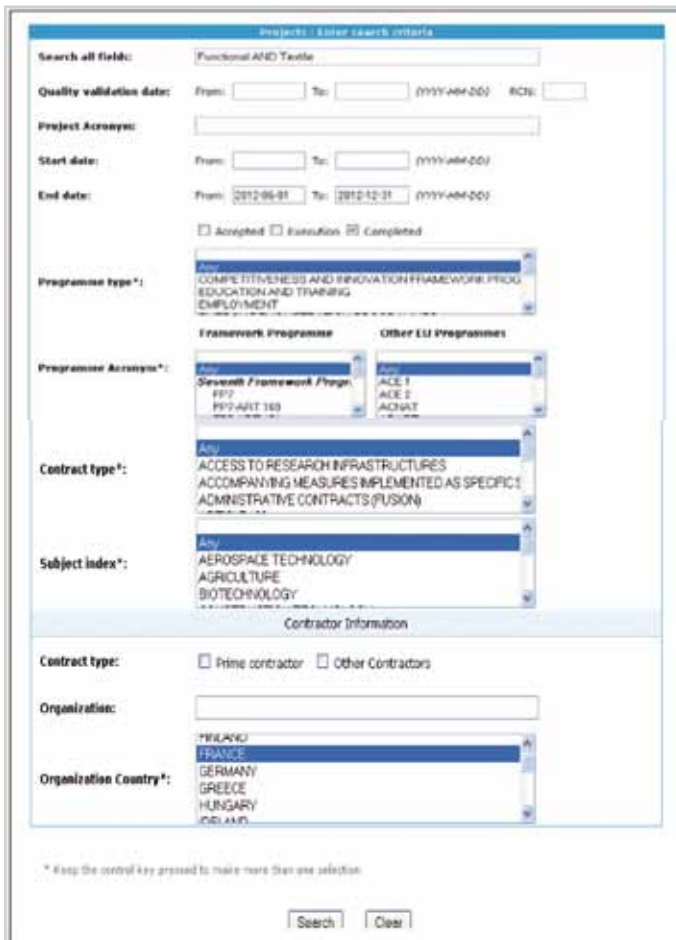 Projects : Enter search criteria
Search all fields: Functional AND Textile
Quality validation date: From: To: (YYYY-MM-DD) RCN:
Project Acronym:
Start date: From: To: (YYYY-MM-DD)
End date: From: 2012-06-01 To: 2012-12-31 (YYYY-MM-DD)
Accepted Execution Completed
Programme type*:
Any
COMPETITIVENESS AND INNOVATION FRAMEWORK PROG
EDUCATION AND TRAINING
EMPLOYMENT
Framework Programme Other EU Programmes
Programme Acronym*:
Any
Seventh Framework Progr.
FP7
FP7-ART 169
Any
ACE 1
ACE 2
ACNAT
Contract type*:
Any
ACCESS TO RESEARCH INFRASTRUCTURES
ACCOMPANYING MEASURES IMPLEMENTED AS SPECIFIC S
ADMINISTRATIVE CONTRACTS (FUSION)
Subject index*:
Any
AEROSPACE TECHNOLOGY
AGRICULTURE
BIOTECHNOLOGY
Contractor Information
Contract type: Prime contractor Other Contractors
Organization:
Organization Country*:
FINLAND
FRANCE
GERMANY
GREECE
HUNGARY
IRELAND
* Keep the control key pressed to make more than one selection
Search Clear